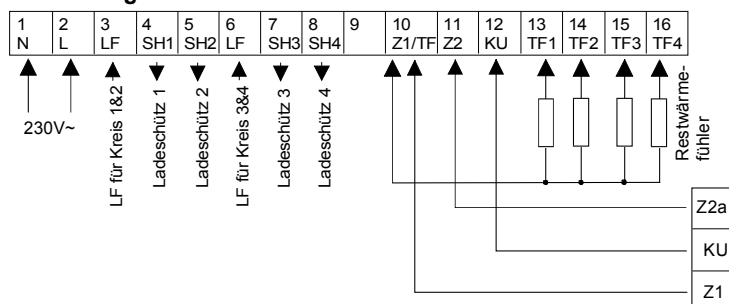 1 2 3 4 5 6 7 8 9 10 11 12 13 14 15 16
N L LF SH1 SH2 LF SH3 SH4 Z1/TF Z2 KU TF1 TF2 TF3 TF4
230V~
LF für Kreis 1&2
Ladeschütz 1
Ladeschütz 2
LF für Kreis 3&4
Ladeschütz 3
Ladeschütz 4
Restwärme-
fühler
Z2a
KU
Z1